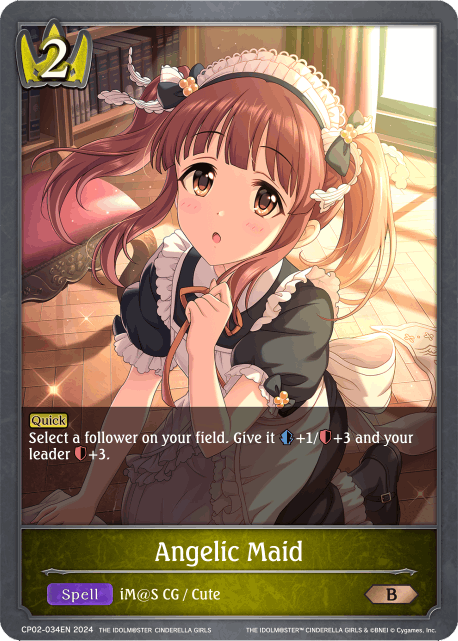 2
Quick
Select a follower on your field. Give it +1/+3 and your
leader +3.
Angelic Maid
Spell iM@S CG / Cute B
CP02-034EN 2024 THE IDOLM@STER CINDERELLA GIRLS THE IDOLM@STER™ CINDERELLA GIRLS & ©BNEI © Cygames, Inc.